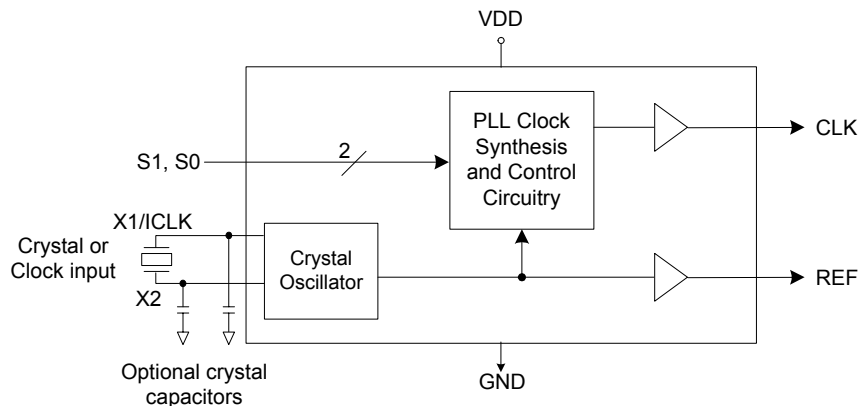 VDD
PLL Clock
Synthesis
and Control
Circuitry
CLK
S1, S0
2
X1/ICLK
Crystal or
Clock input
X2
Crystal
Oscillator
REF
Optional crystal
capacitors
GND